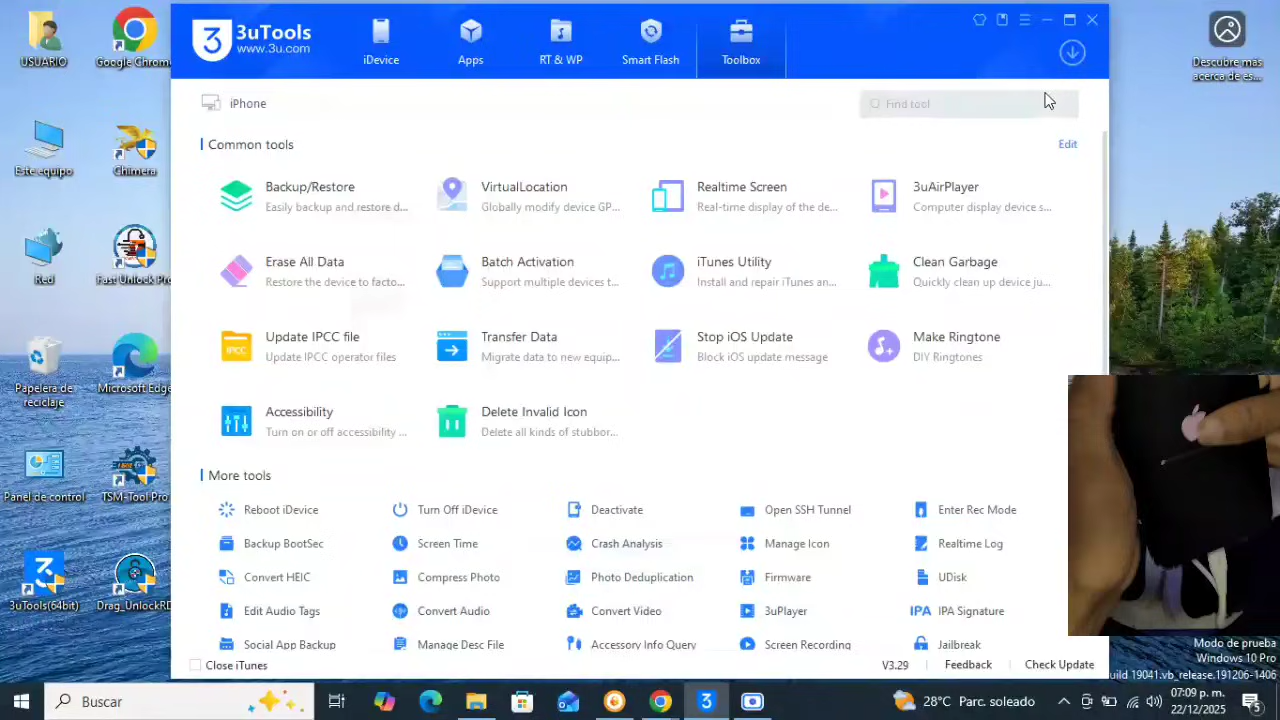 USUARIO
Google Chrome
Este equipo
Chimera
Red
Fast Unlock Pro
Papelera de
reciclaje
Microsoft Edge
Panel de control
TSM-Tool Pro
3uTools(64bit)
Drag_UnlockRD
3uTools
www.3u.com
iDevice
Apps
RT & WP
Smart Flash
Toolbox
Descubre más
acerca de es...
iPhone
Find tool
Common tools
Edit
Backup/Restore
Easily backup and restore d...
VirtualLocation
Globally modify device GP...
Realtime Screen
Real-time display of the de...
3uAirPlayer
Computer display device s...
Erase All Data
Restore the device to facto...
Batch Activation
Support multiple devices t...
iTunes Utility
Install and repair iTunes an...
Clean Garbage
Quickly clean up device ju...
Update IPCC file
Update IPCC operator files
IPCC
Transfer Data
Migrate data to new equip...
Stop iOS Update
Block iOS update message
Make Ringtone
DIY Ringtones
Accessibility
Turn on or off accessibility ...
Delete Invalid Icon
Delete all kinds of stubbor...
More tools
Reboot iDevice
Turn Off iDevice
Deactivate
Open SSH Tunnel
Enter Rec Mode
Backup BootSec
Screen Time
Crash Analysis
Manage Icon
Realtime Log
Convert HEIC
Compress Photo
Photo Deduplication
Firmware
UDisk
Edit Audio Tags
Convert Audio
Convert Video
3uPlayer
IPA IPA Signature
Social App Backup
Manage Desc File
Accessory Info Query
Screen Recording
Jailbreak
Close iTunes
V3.29
Feedback
Check Update
Modo de prueba
Windows 10 Pro
uild 19041.vb_release.191206-1406
Buscar
28°C Parc. soleado
07:09 p. m.
22/12/2025
5